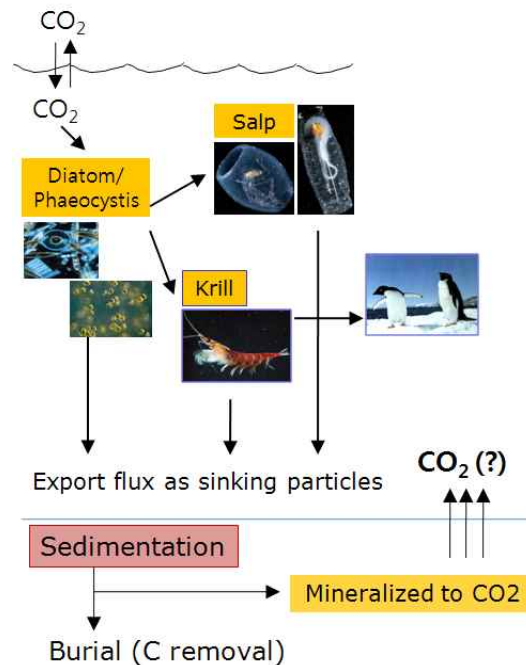 CO₂
CO₂
Salp
Diatom/
Phaeocystis
Krill
CO₂ (?)
Export flux as sinking particles
Sedimentation
Mineralized to CO2
Burial (C removal)